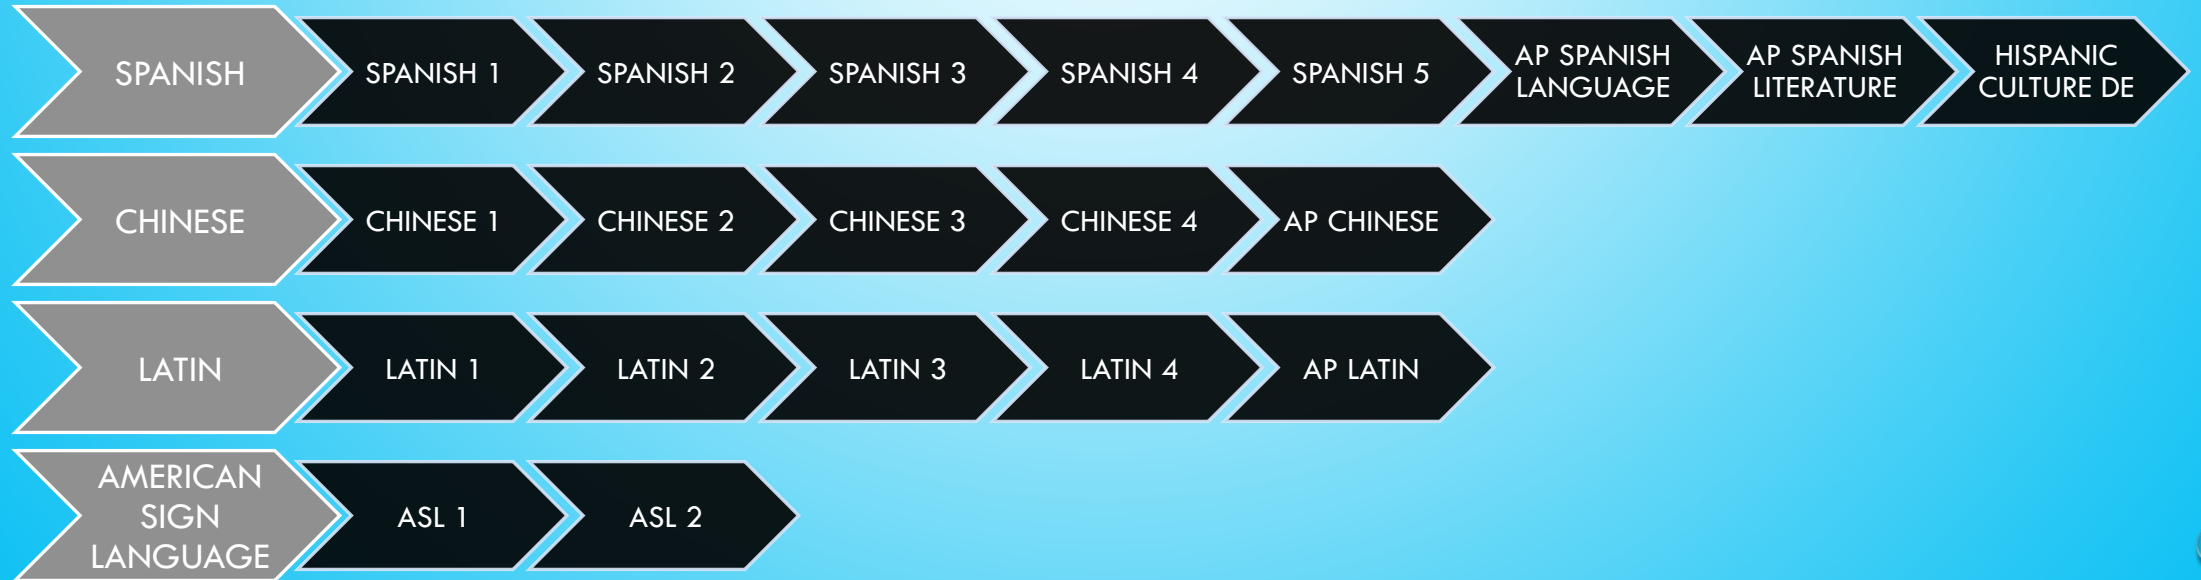 SPANISH
SPANISH 1
SPANISH 2
SPANISH 3
SPANISH 4
SPANISH 5
AP SPANISH
LANGUAGE
AP SPANISH
LITERATURE
HISPANIC
CULTURE DE
CHINESE
CHINESE 1
CHINESE 2
CHINESE 3
CHINESE 4
AP CHINESE
LATIN
LATIN 1
LATIN 2
LATIN 3
LATIN 4
AP LATIN
AMERICAN
SIGN
LANGUAGE
ASL 1
ASL 2